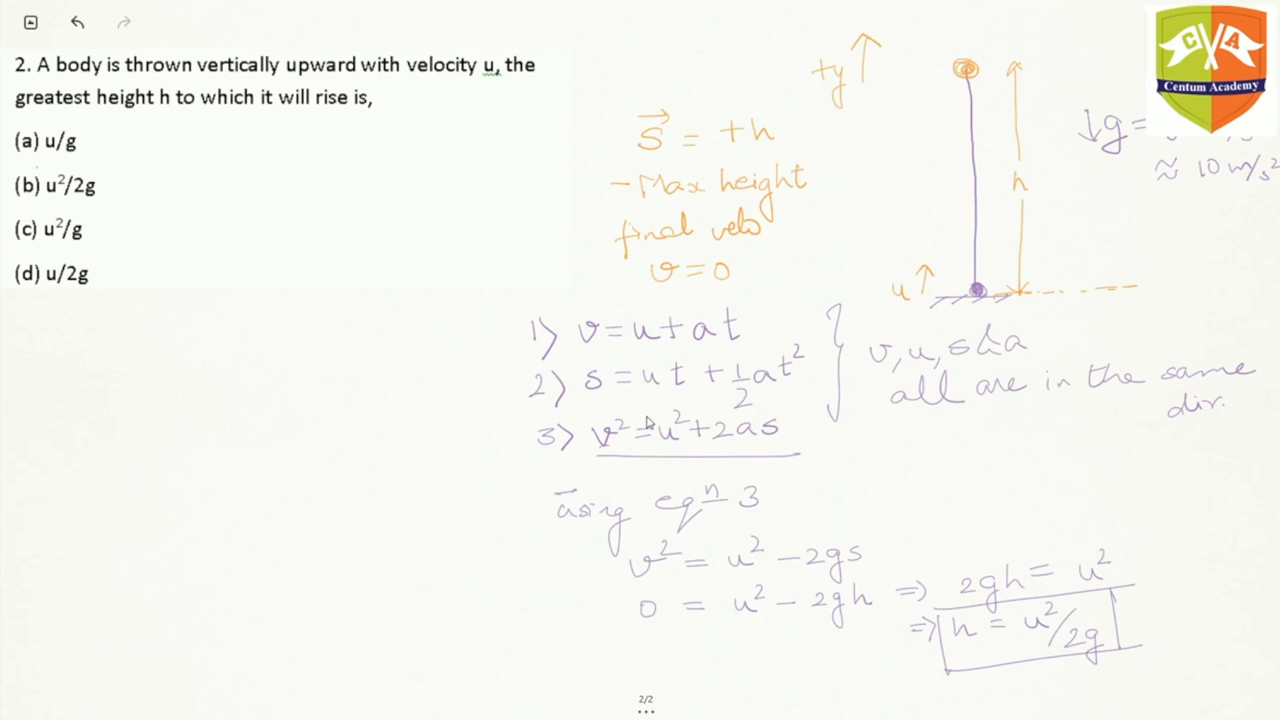 2. A body is thrown vertically upward with velocity u, the
greatest height h to which it will rise is,
(a) u/g
(b) u²/2g
(c) u²/g
(d) u/2g
+y ↑
C A
Centum Academy
s⃗ = +h
- Max height
final velo
v = 0
h
u ↑
↓g =
≈ 10 m/s²
1) v = u + at
2) s = ut + 1/2 at²
3) v² = u² + 2as
v, u, s & a
all are in the same
dir.
using eqn 3
v² = u² - 2gs
0 = u² - 2gh ⇒ 2gh = u²
⇒ h = u²/2g
2/2